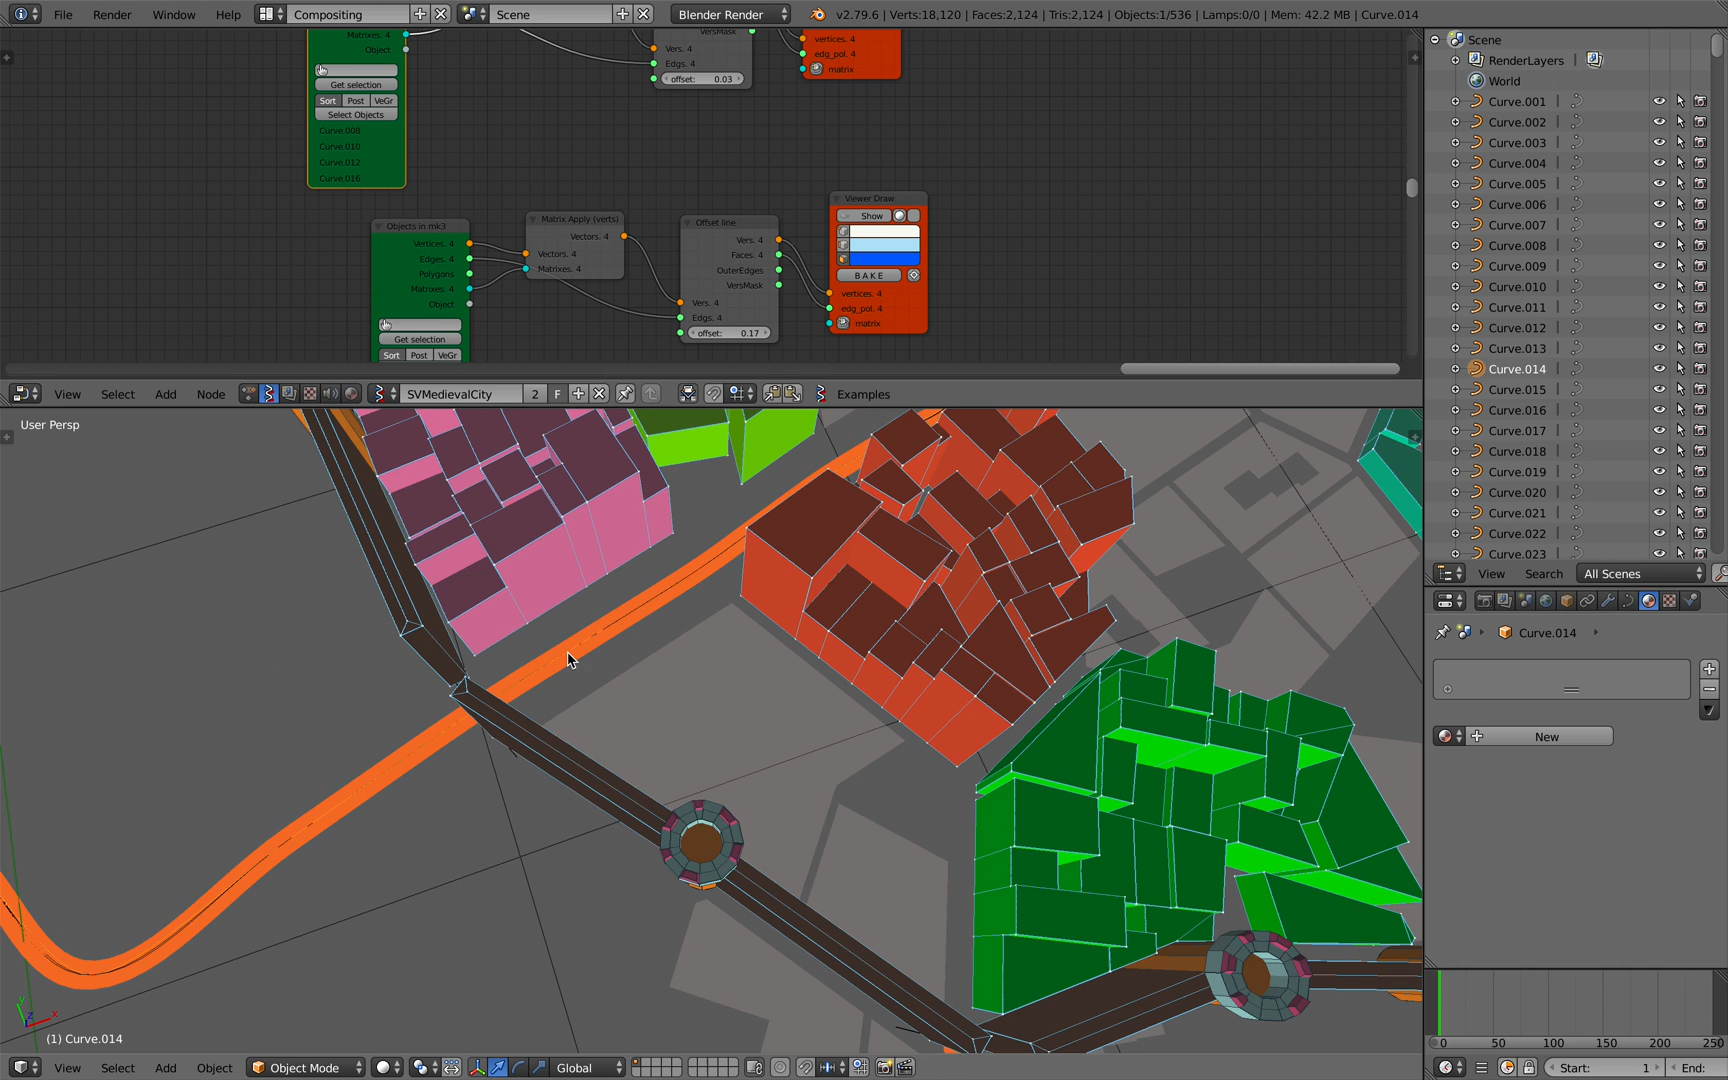 File Render Window Help Compositing Scene Blender Render v2.79.6 | Verts:18,120 | Faces:2,124 | Tris:2,124 | Objects:1/536 | Lamps:0/0 | Mem: 42.2 MB | Curve.014
Matrixes. 4
Object
Get selection
Sort Post VeGr
Select Objects
Curve.008
Curve.010
Curve.012
Curve.016
VersMask
Vers. 4
Edgs. 4
offset: 0.03
vertices. 4
edg_pol. 4
matrix
Objects in mk3
Vertices. 4
Edges. 4
Polygons
Matrixes. 4
Object
Get selection
Sort Post VeGr
Matrix Apply (verts)
Vectors. 4
Vectors. 4
Matrixes. 4
Offset line
Vers. 4
Faces. 4
OuterEdges
VersMask
Vers. 4
Edgs. 4
offset: 0.17
Viewer Draw
Show
BAKE
vertices. 4
edg_pol. 4
matrix
View Select Add Node SVMedievalCity 2 F Examples
User Persp
(1) Curve.014
View Select Add Object Object Mode Global
Scene
RenderLayers |
World
Curve.001 |
Curve.002 |
Curve.003 |
Curve.004 |
Curve.005 |
Curve.006 |
Curve.007 |
Curve.008 |
Curve.009 |
Curve.010 |
Curve.011 |
Curve.012 |
Curve.013 |
Curve.014 |
Curve.015 |
Curve.016 |
Curve.017 |
Curve.018 |
Curve.019 |
Curve.020 |
Curve.021 |
Curve.022 |
Curve.023 |
View Search All Scenes
Curve.014
New
0 50 100 150 200 250
Start: 1 End: